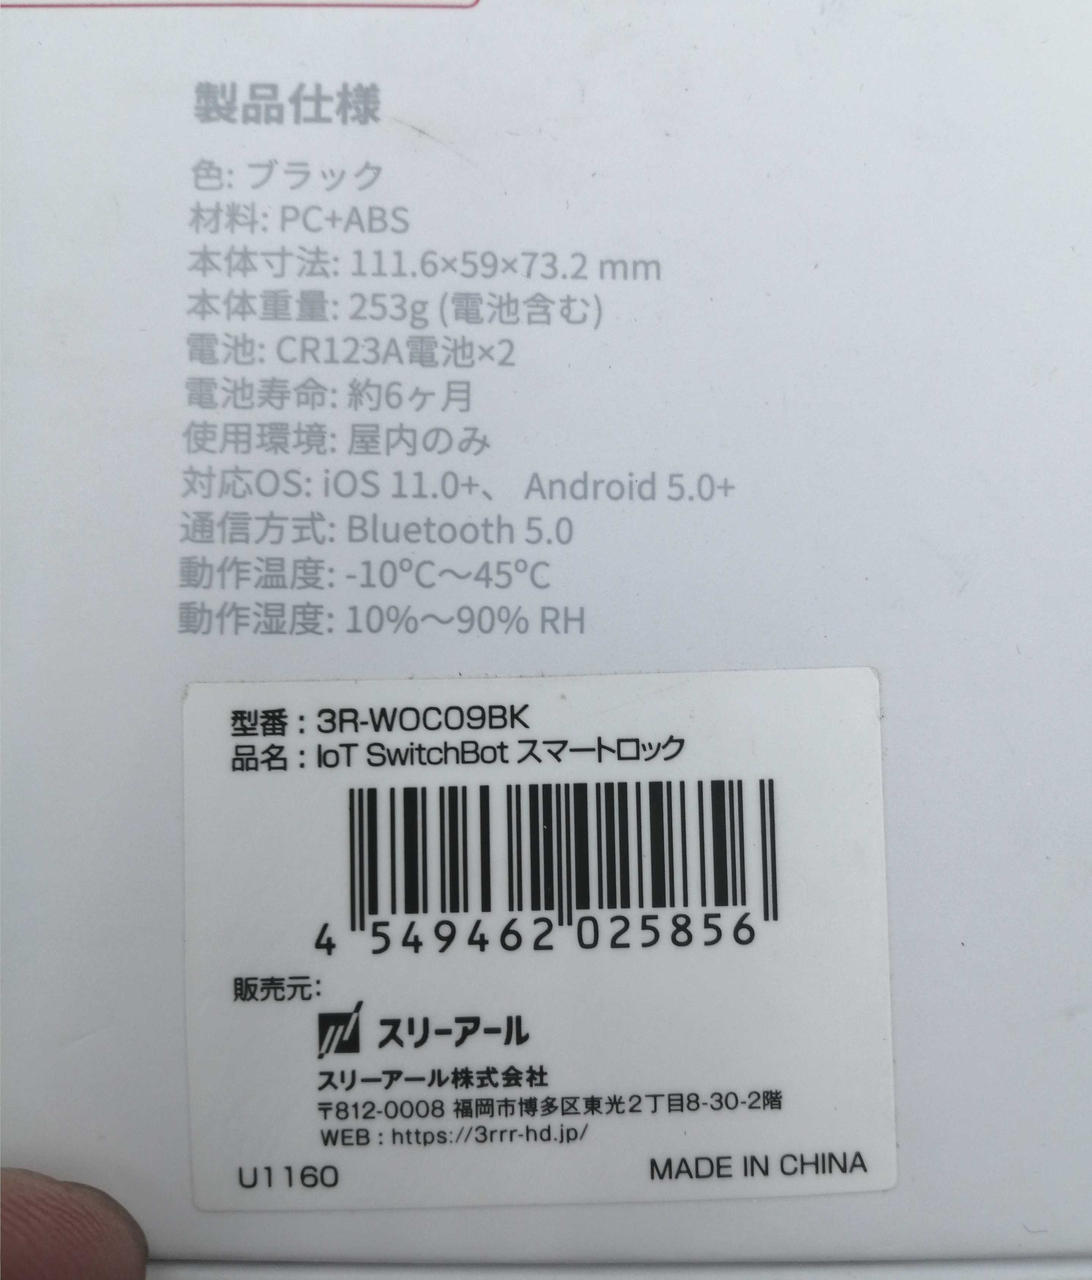 製品仕様
色: ブラック
材料: PC+ABS
本体寸法: 111.6×59×73.2 mm
本体重量: 253g (電池含む)
電池: CR123A電池×2
電池寿命: 約6ヶ月
使用環境: 屋内のみ
対応OS: iOS 11.0+、 Android 5.0+
通信方式: Bluetooth 5.0
動作温度: -10°C～45°C
動作湿度: 10%～90% RH
型番 : 3R-WOC09BK
品名 : IoT SwitchBot スマートロック
4 549462 025856
販売元:
スリーアール
スリーアール株式会社
〒812-0008 福岡市博多区東光2丁目8-30-2階
WEB : https://3rrr-hd.jp/
U1160
MADE IN CHINA